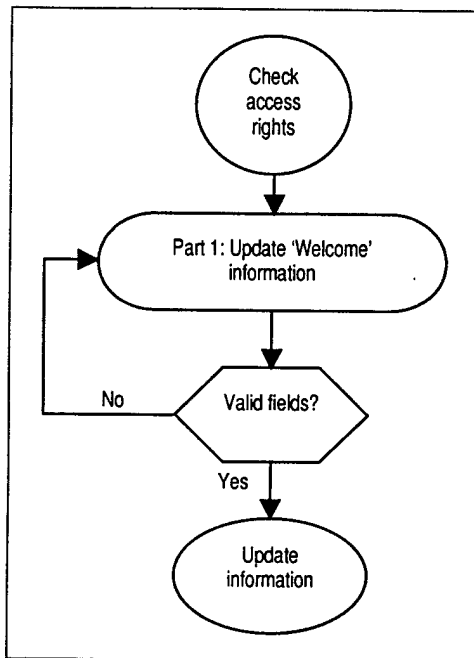 Check
access
rights
Part 1: Update 'Welcome'
information
No
Valid fields?
Yes
Update
information